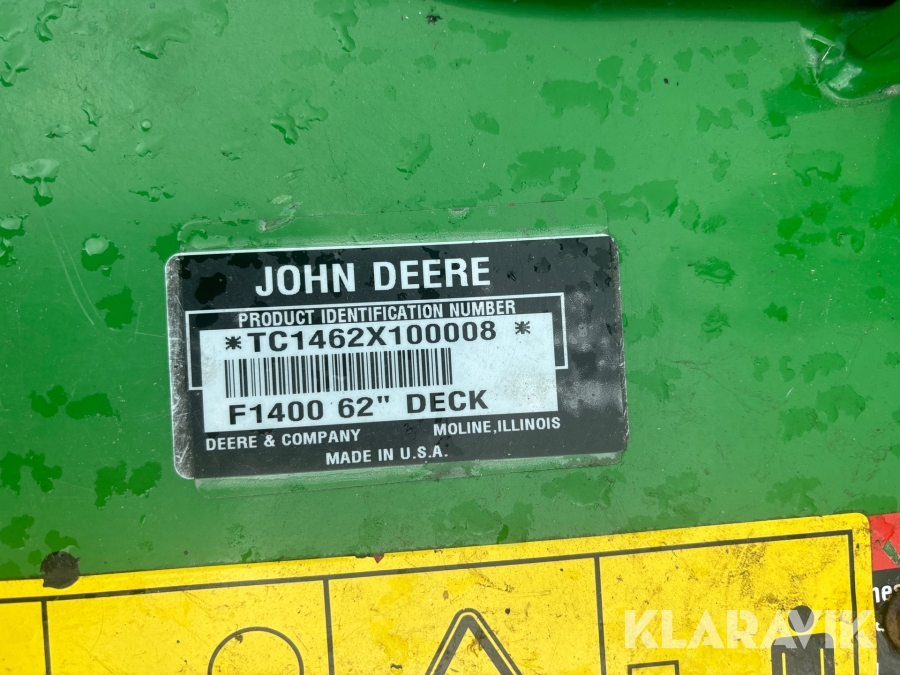 JOHN DEERE
PRODUCT IDENTIFICATION NUMBER
*TC1462X100008 *
F1400 62" DECK
DEERE & COMPANY MOLINE, ILLINOIS
MADE IN U.S.A.
KLARAVIK